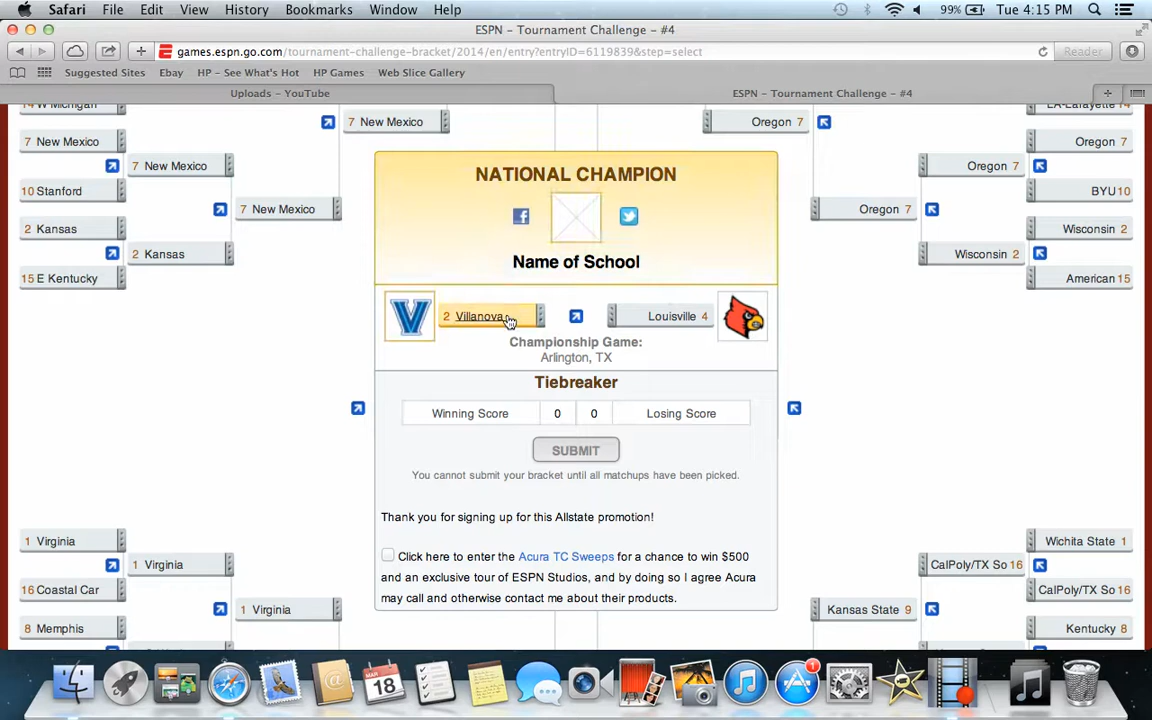 Safari File Edit View History Bookmarks Window Help 99% Tue 4:15 PM
ESPN - Tournament Challenge - #4
games.espn.go.com/tournament-challenge-bracket/2014/en/entry?entryID=6119839&step=select Reader
Suggested Sites Ebay HP - See What's Hot HP Games Web Slice Gallery
Uploads - YouTube ESPN - Tournament Challenge - #4
14 W Michigan LA-Lafayette 14
7 New Mexico Oregon 7
7 New Mexico Oregon 7
7 New Mexico Oregon 7
10 Stanford BYU 10
7 New Mexico Oregon 7
2 Kansas Wisconsin 2
2 Kansas Wisconsin 2
15 E Kentucky American 15
NATIONAL CHAMPION
Name of School
V 2 Villanova Louisville 4
Championship Game:
Arlington, TX
Tiebreaker
Winning Score 0 0 Losing Score
SUBMIT
You cannot submit your bracket until all matchups have been picked.
Thank you for signing up for this Allstate promotion!
Click here to enter the Acura TC Sweeps for a chance to win $500
and an exclusive tour of ESPN Studios, and by doing so I agree Acura
may call and otherwise contact me about their products.
1 Virginia Wichita State 1
1 Virginia CalPoly/TX So 16
16 Coastal Car CalPoly/TX So 16
1 Virginia Kansas State 9
8 Memphis Kentucky 8
MAR
18
1